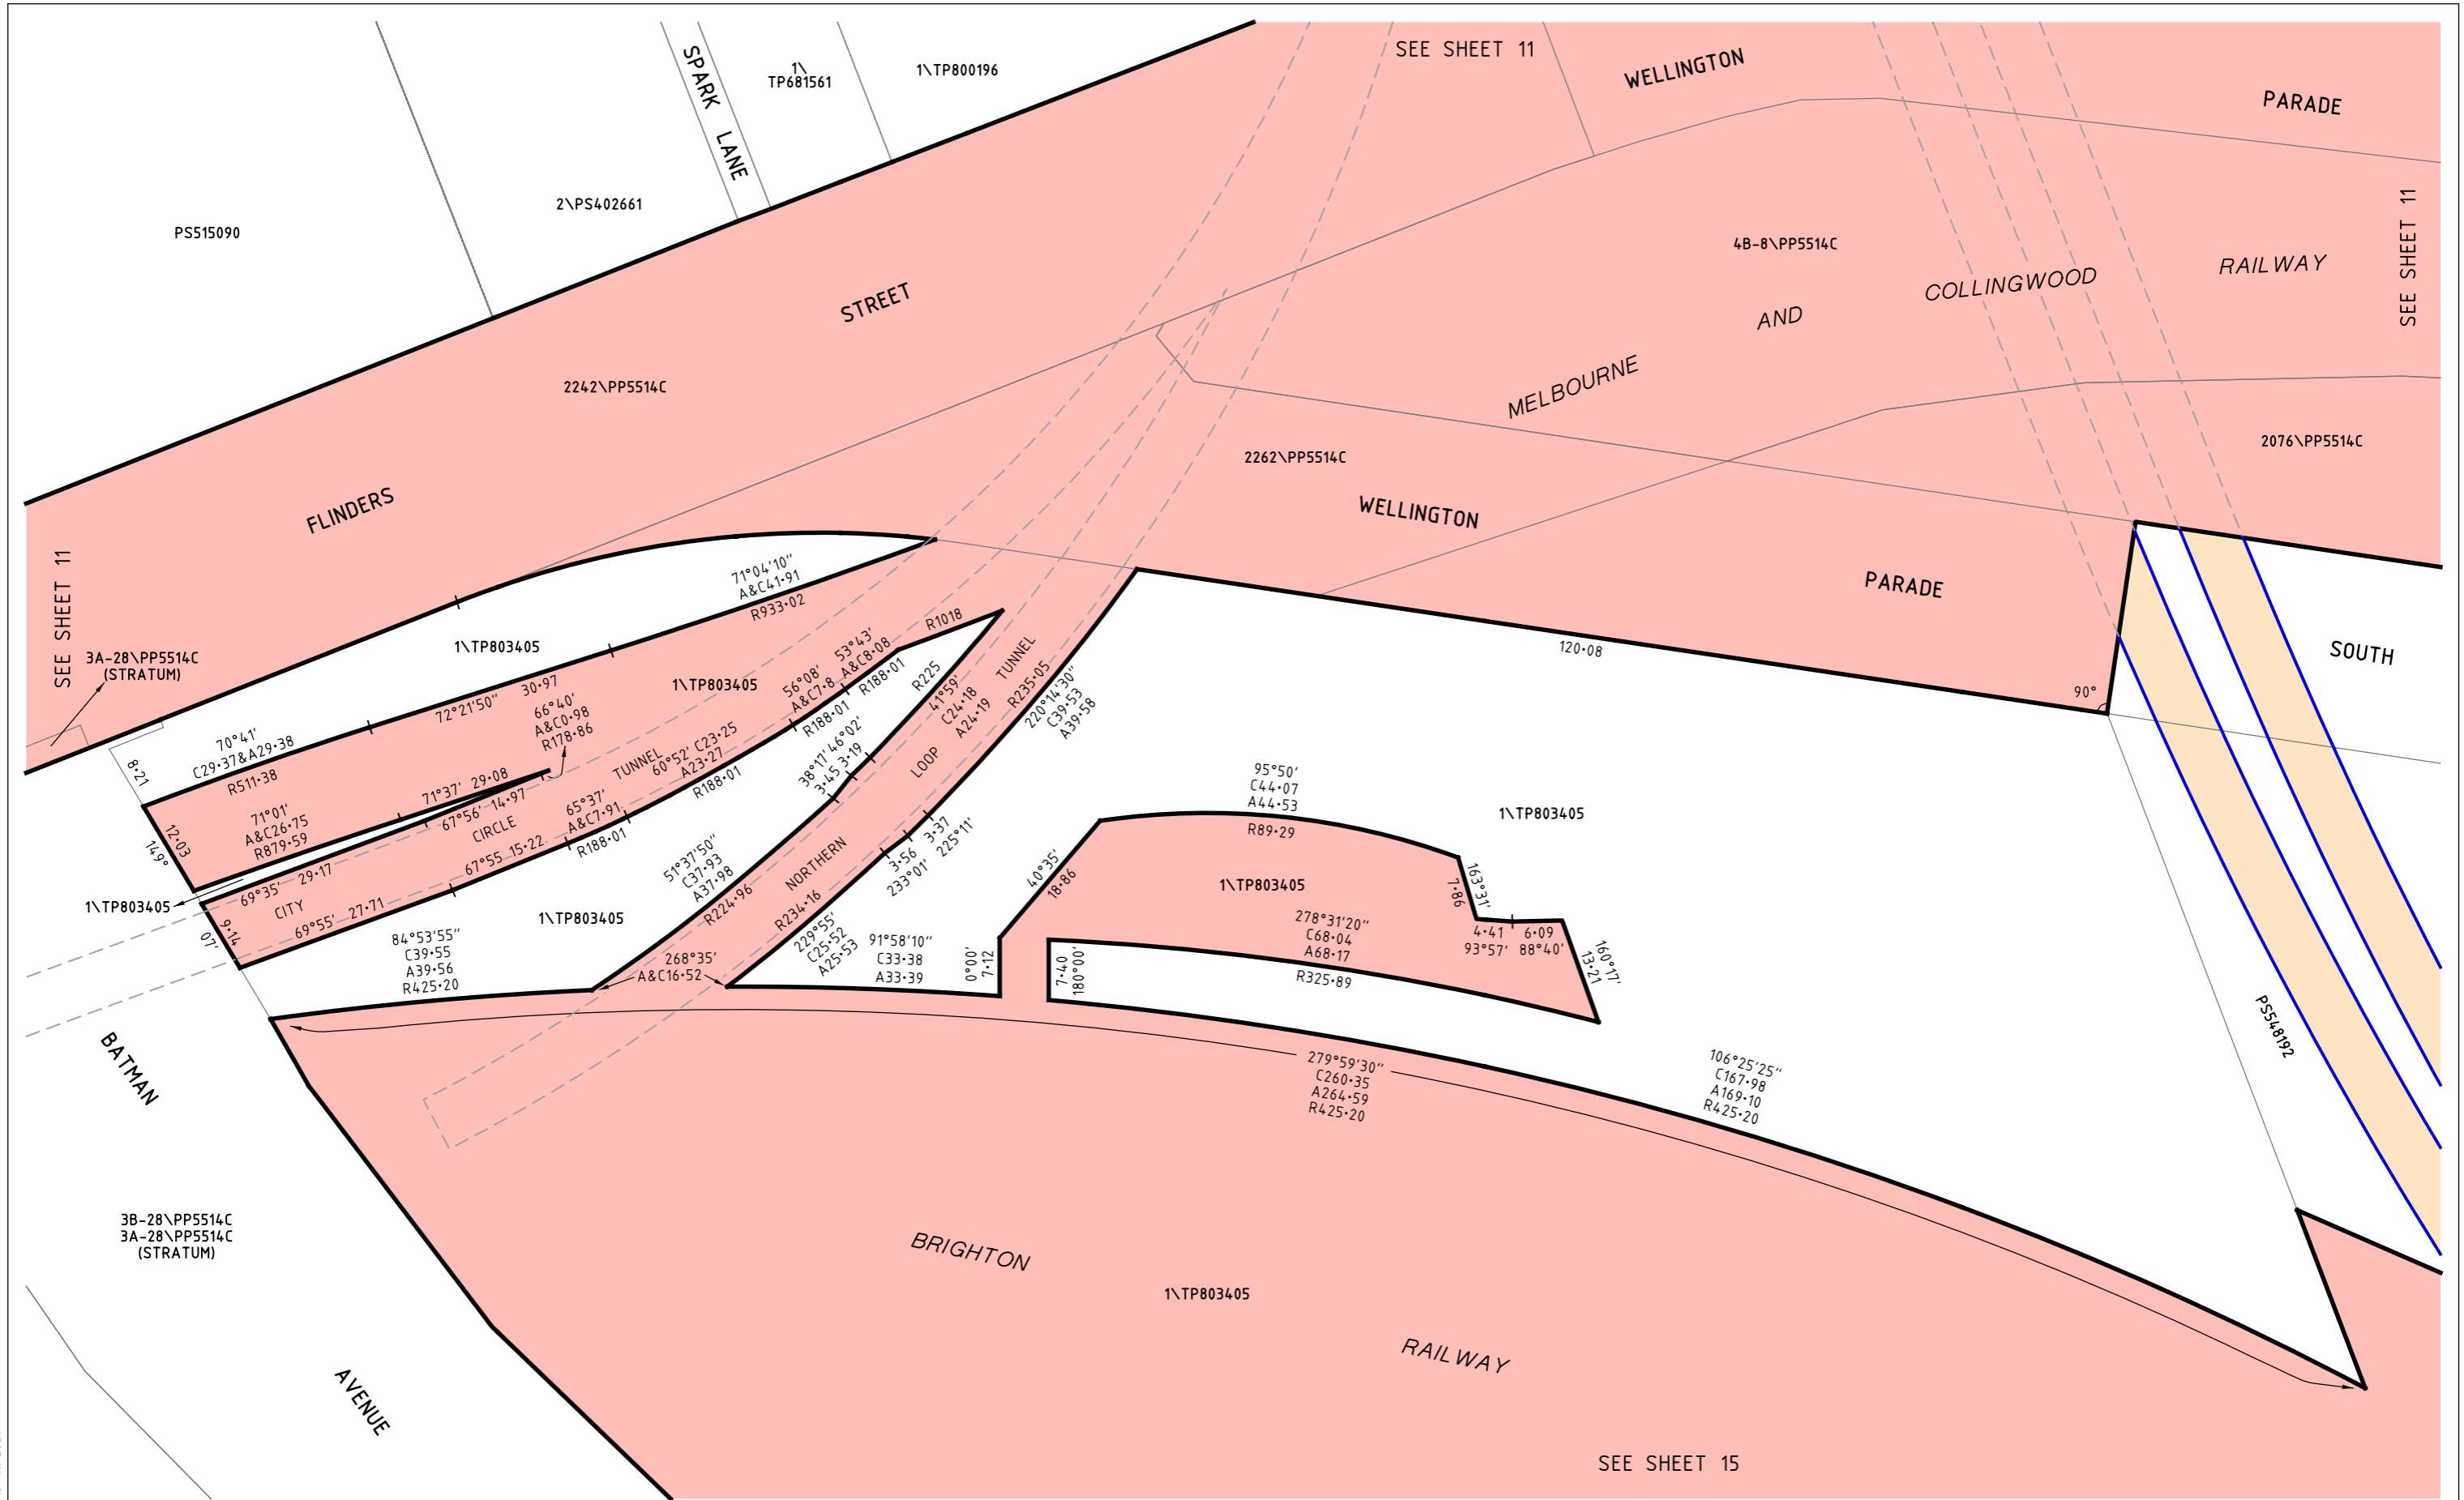 SEE SHEET 11
WELLINGTON
PARADE
SPARK LANE
1\
TP681561
1\TP800196
2\PS402661
PS515090
STREET
4B-8\PP5514C
RAILWAY
COLLINGWOOD
AND
MELBOURNE
SEE SHEET 11
2242\PP5514C
2076\PP5514C
2262\PP5514C
FLINDERS
WELLINGTON
PARADE
SOUTH
SEE SHEET 11
3A-28\PP5514C
(STRATUM)
1\TP803405
71°04'10"
A&C41·91
R933·02
R1018
120·08
90°
1\TP803405
72°21'50" 30·97
66°40'
A&C0·98
R178·86
70°41'
C29·37&A29·38
R511·38
8·21
12·03
149°
07'
9·14
71°01'
A&C26·75
R879·59
71°37' 29·08
67°56' 14·97
69°35' 29·17
CITY
CIRCLE
TUNNEL
69°55' 27·71
67°55 15·22
65°37'
A&C7·91
R188·01
60°52' C23·25
A23·27
R188·01
56°08'
A&C7·8
R188·01
53°43'
A&C8·08
R188·01
R225
41°59'
C24·18
A24·19
38°17' 46°02'
3·45 3·19
NORTHERN
LOOP
TUNNEL
R235·05
220°14'30"
C39·53
A39·58
3·37
225°11'
3·56
233°01'
51°37'50"
C37·93
A37·98
R224·96
R234·16
229°55'
C25·52
A25·53
1\TP803405
1\TP803405
84°53'55"
C39·55
A39·56
R425·20
268°35'
A&C16·52
91°58'10"
C33·38
A33·39
0°00'
7·12
40°35'
18·86
95°50'
C44·07
A44·53
R89·29
1\TP803405
1\TP803405
163°31'
7·86
4·41
93°57'
6·09
88°40'
160°17'
13·21
278°31'20"
C68·04
A68·17
R325·89
7·40
180°00'
279°59'30"
C260·35
A264·59
R425·20
106°25'25"
C167·98
A169·10
R425·20
PS548192
BATMAN
AVENUE
3B-28\PP5514C
3A-28\PP5514C
(STRATUM)
BRIGHTON
1\TP803405
RAILWAY
SEE SHEET 15